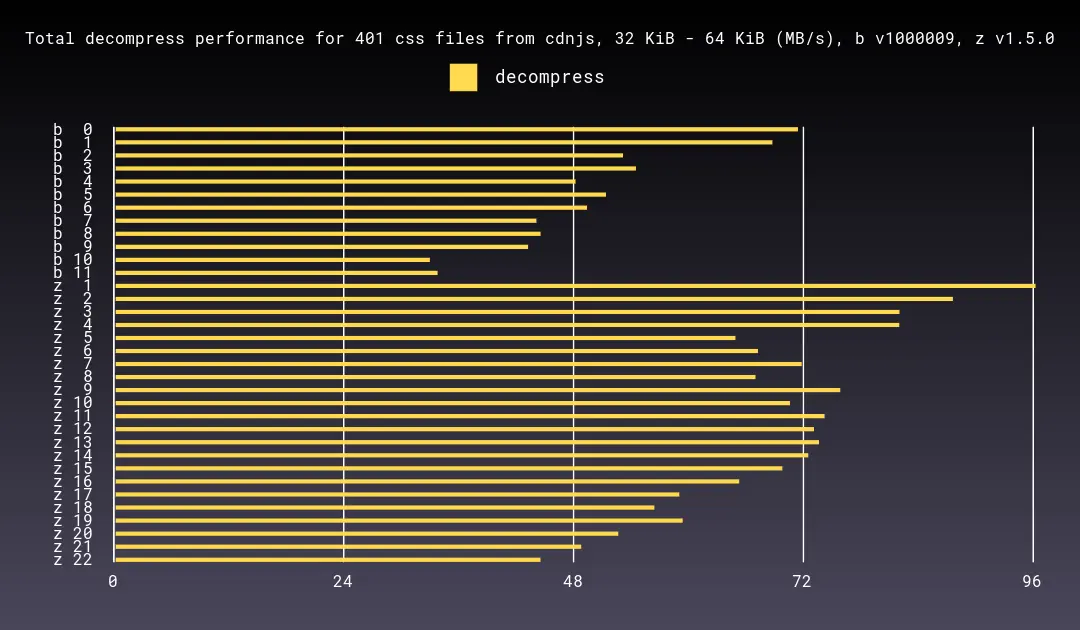 Total decompress performance for 401 css files from cdnjs, 32 KiB - 64 KiB (MB/s), b v1000009, z v1.5.0
decompress
b 0
b 1
b 2
b 3
b 4
b 5
b 6
b 7
b 8
b 9
b 10
b 11
z 1
z 2
z 3
z 4
z 5
z 6
z 7
z 8
z 9
z 10
z 11
z 12
z 13
z 14
z 15
z 16
z 17
z 18
z 19
z 20
z 21
z 22
0 24 48 72 96